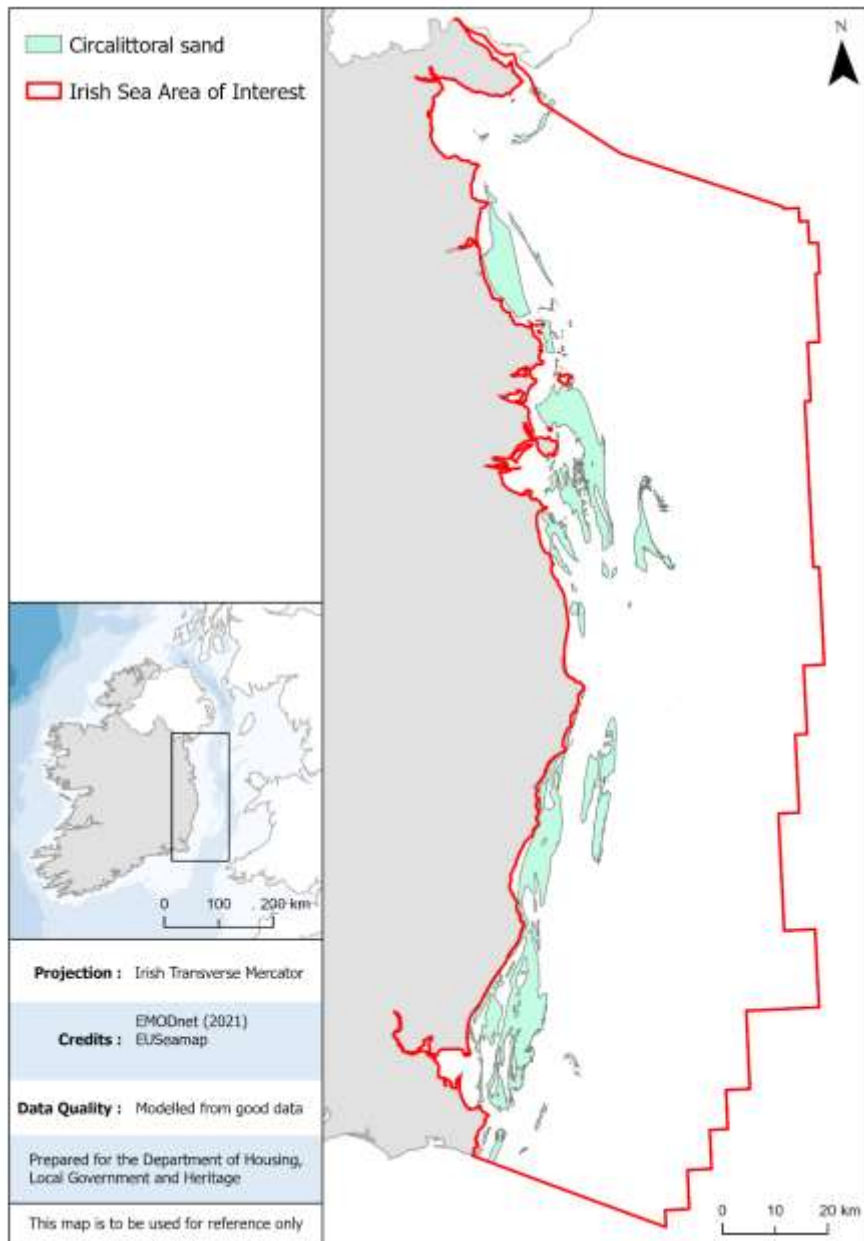 Circalittoral sand
Irish Sea Area of Interest
N
0 100 200 km
Projection : Irish Transverse Mercator
EMODnet (2021)
Credits : EUSeamap
Data Quality : Modelled from good data
Prepared for the Department of Housing,
Local Government and Heritage
This map is to be used for reference only
0 10 20 km